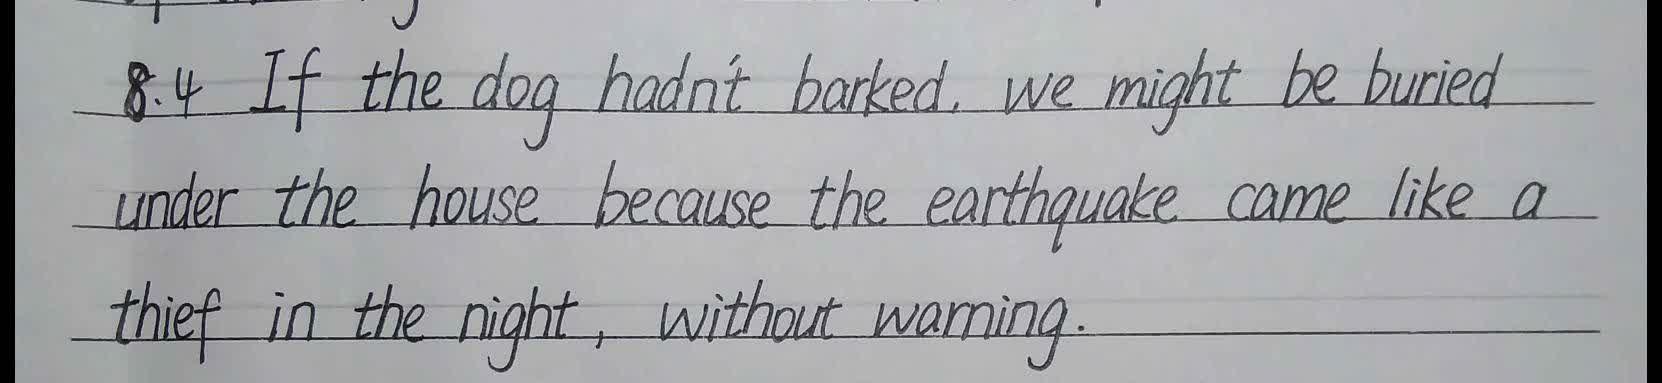 8.4 If the dog hadn't barked. we might be buried
under the house because the earthquake came like a
thief in the night, without warning.